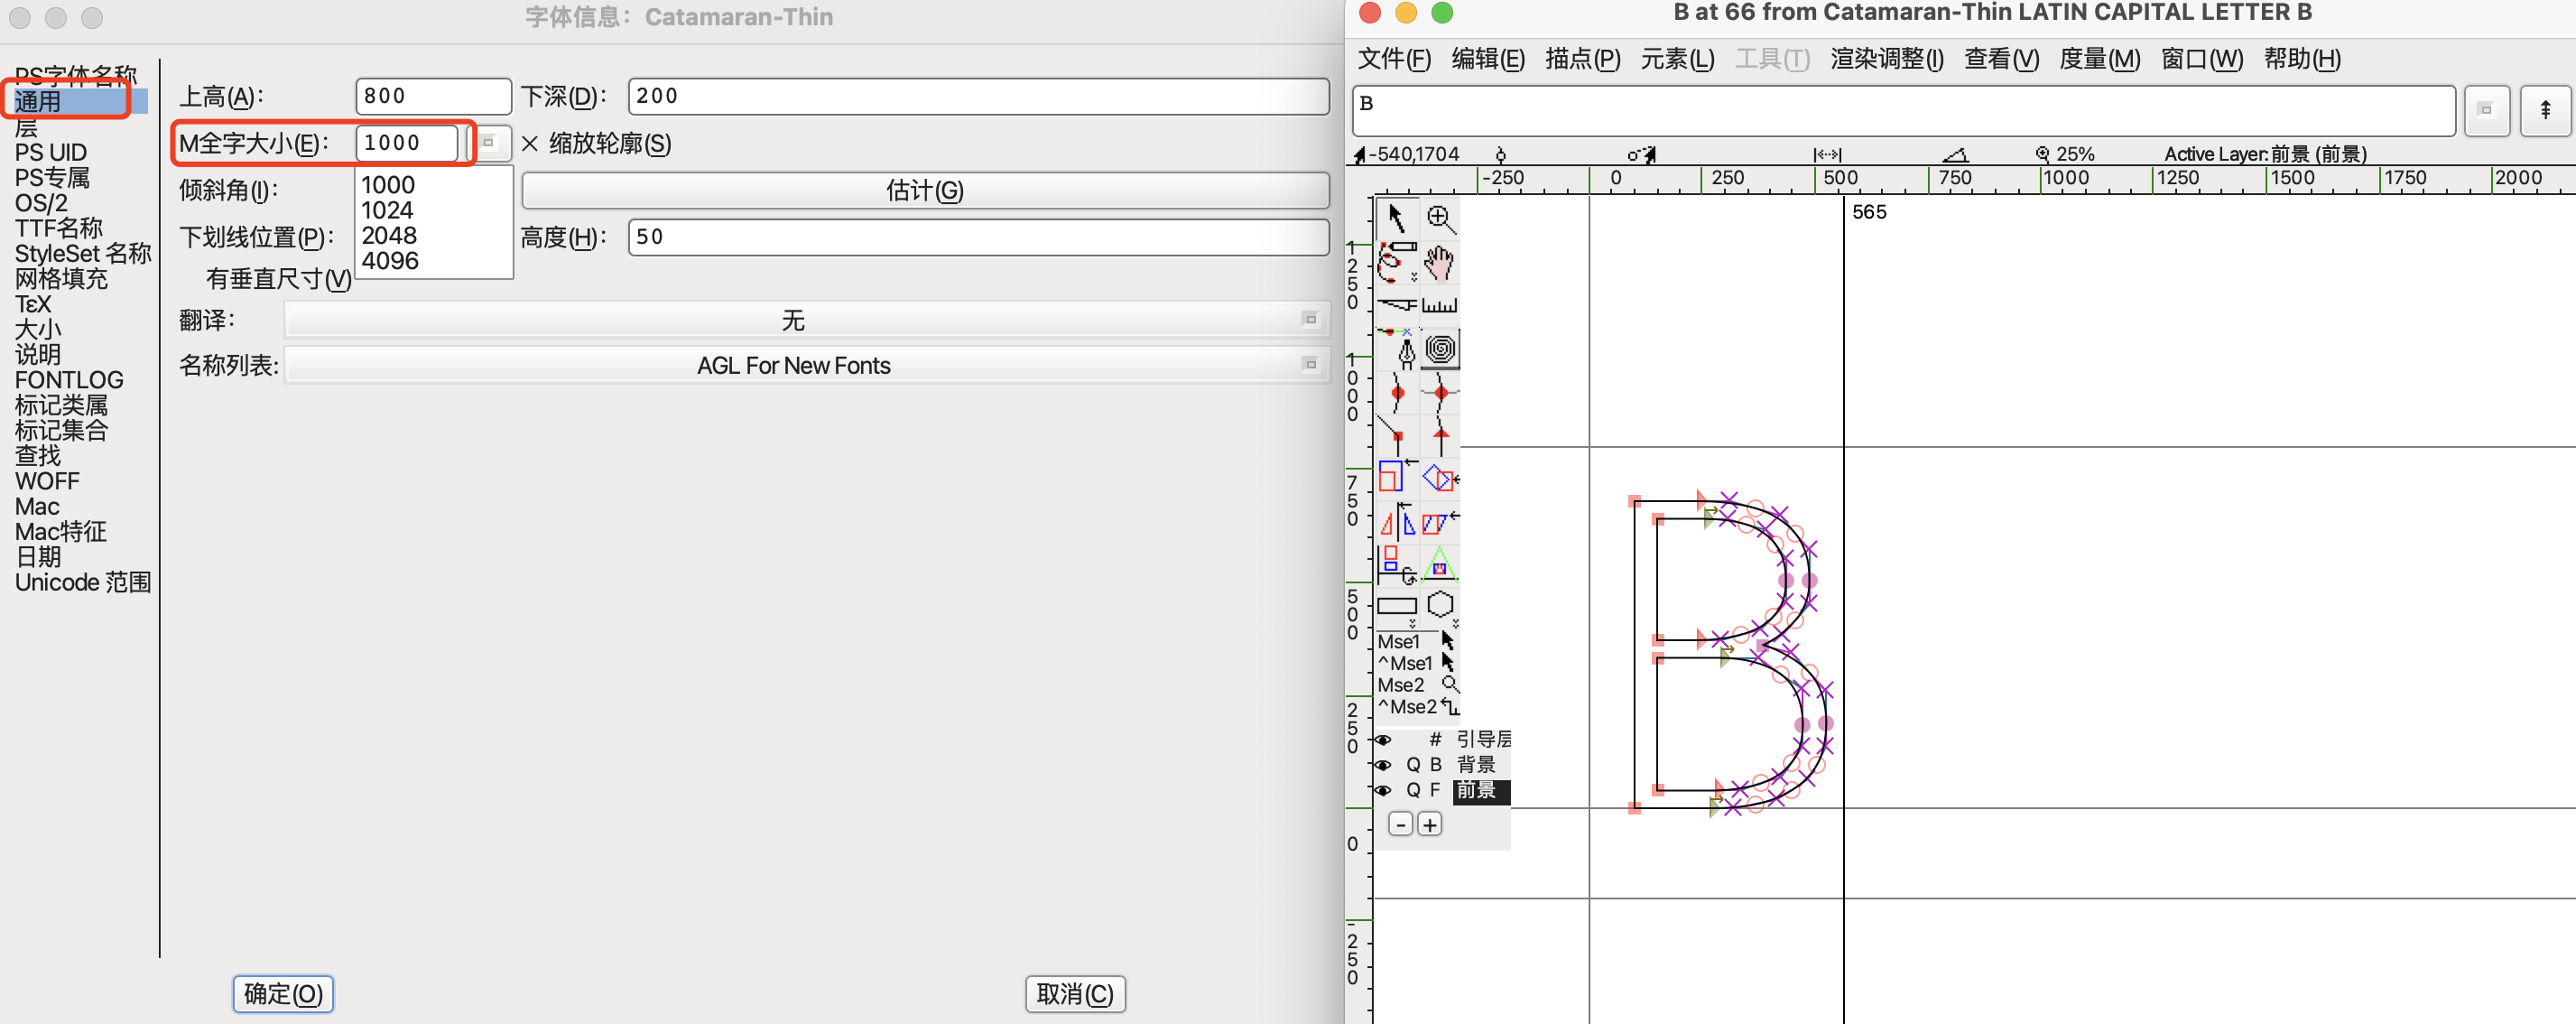 字体信息： Catamaran-Thin
PS字体名称
通用
层
PS UID
PS专属
OS/2
TTF名称
StyleSet 名称
网格填充
TεX
大小
说明
FONTLOG
标记类属
标记集合
查找
WOFF
Mac
Mac特征
日期
Unicode 范围
上高(A)： 800 下深(D)： 200
M全字大小(E)： 1000 × 缩放轮廓(S)
1000
1024
2048
4096
倾斜角(I)： 估计(G)
下划线位置(P)： 高度(H)： 50
有垂直尺寸(V)
翻译： 无
名称列表: AGL For New Fonts
确定(O) 取消(C)
B at 66 from Catamaran-Thin LATIN CAPITAL LETTER B
文件(F) 编辑(E) 描点(P) 元素(L) 工具(T) 渲染调整(I) 查看(V) 度量(M) 窗口(W) 帮助(H)
B
-540,1704 25% Active Layer:前景 (前景)
-250 0 250 500 750 1000 1250 1500 1750 2000
565
1250
1000
750
500
250
0
-250
Mse1
^Mse1
Mse2
^Mse2
# 引导层
Q B 背景
Q F 前景
- +